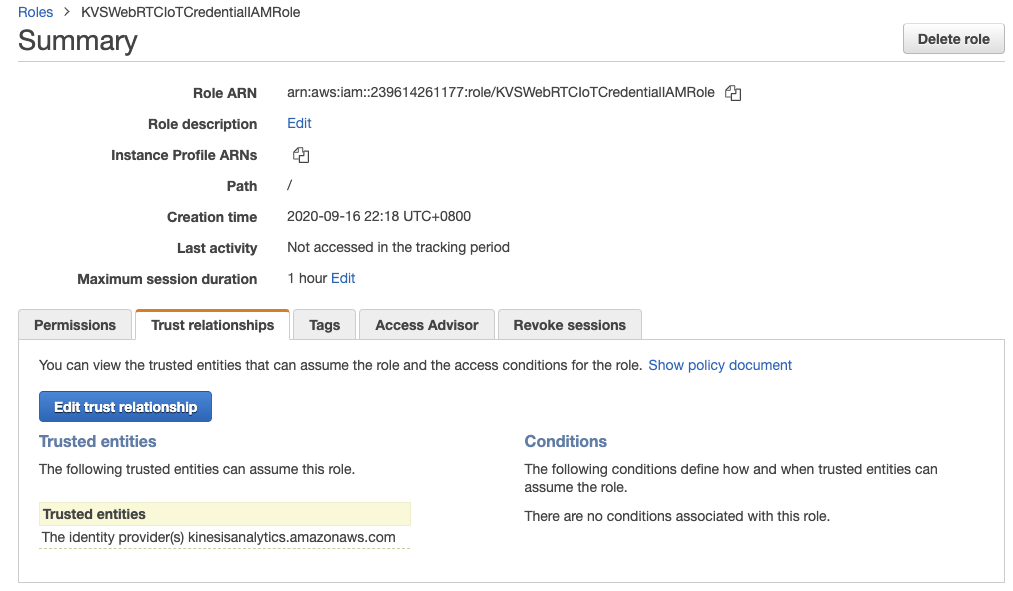 Roles > KVSWebRTCIoTCredentialIAMRole
Summary
Delete role
Role ARN arn:aws:iam::239614261177:role/KVSWebRTCIoTCredentialIAMRole
Role description Edit
Instance Profile ARNs
Path /
Creation time 2020-09-16 22:18 UTC+0800
Last activity Not accessed in the tracking period
Maximum session duration 1 hour Edit
Permissions Trust relationships Tags Access Advisor Revoke sessions
You can view the trusted entities that can assume the role and the access conditions for the role. Show policy document
Edit trust relationship
Trusted entities
The following trusted entities can assume this role.
Trusted entities
The identity provider(s) kinesisanalytics.amazonaws.com
Conditions
The following conditions define how and when trusted entities can
assume the role.
There are no conditions associated with this role.